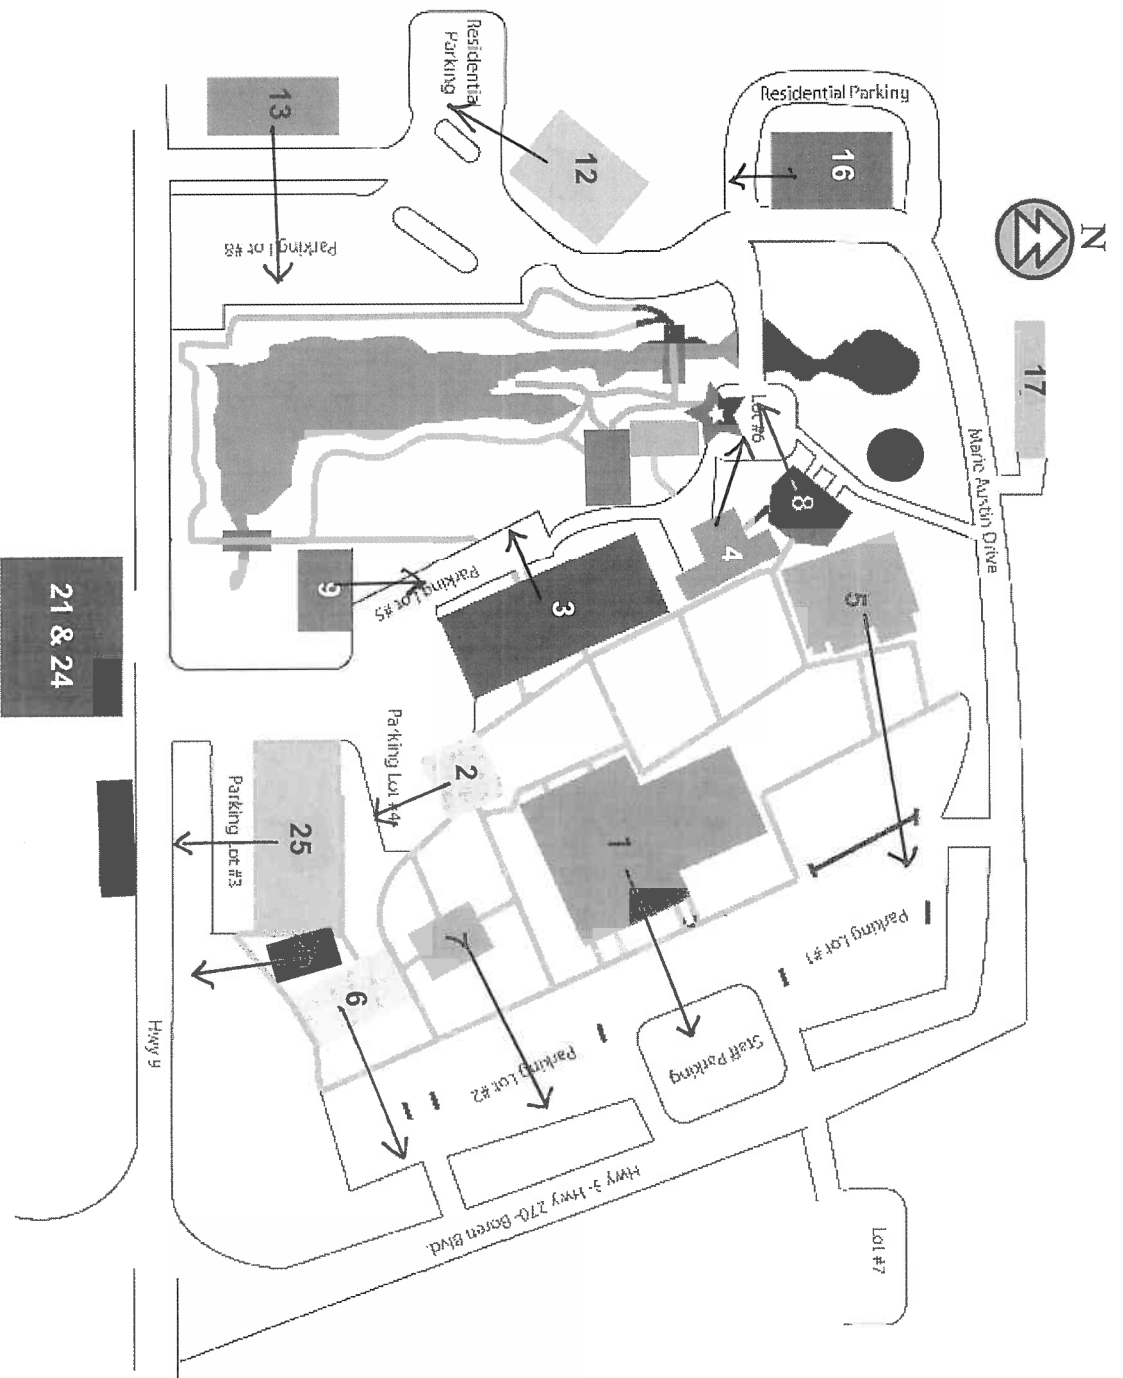 N
17
Residential Parking
16
Marie Austin Drive
Residential
Parking
12
13
Parking Lot #8
Lot #6
8
4
5
3
Parking Lot #5
9
21 & 24
Parking Lot #4
2
1
Parking Lot #3
25
7
6
Parking Lot #1
Staff Parking
Parking Lot #2
Hwy 9
Hwy 3- Hwy 270- Boren Blvd.
Lot #7